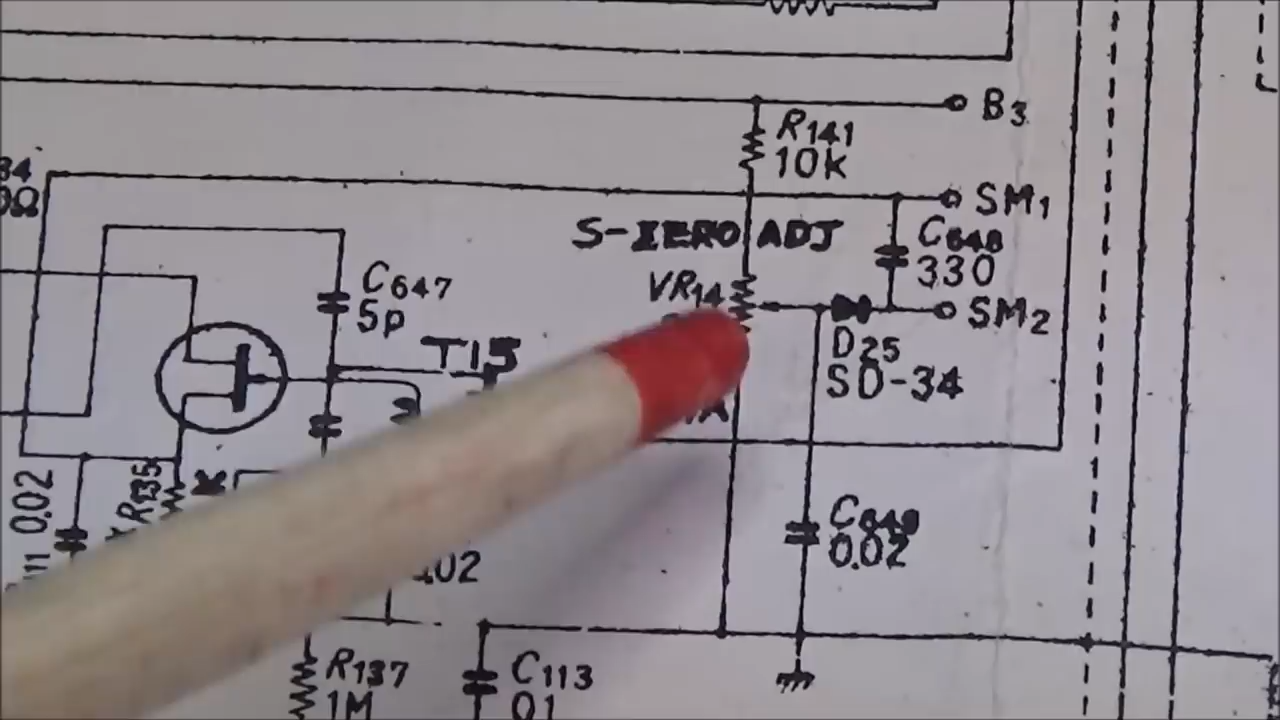 B3
R141
10k
SM1
S-ZERO ADJ
C648
330
VR14
SM2
C647
5p
T15
D25
SD-34
R135
0.02
C649
0.02
R137
1M
C113